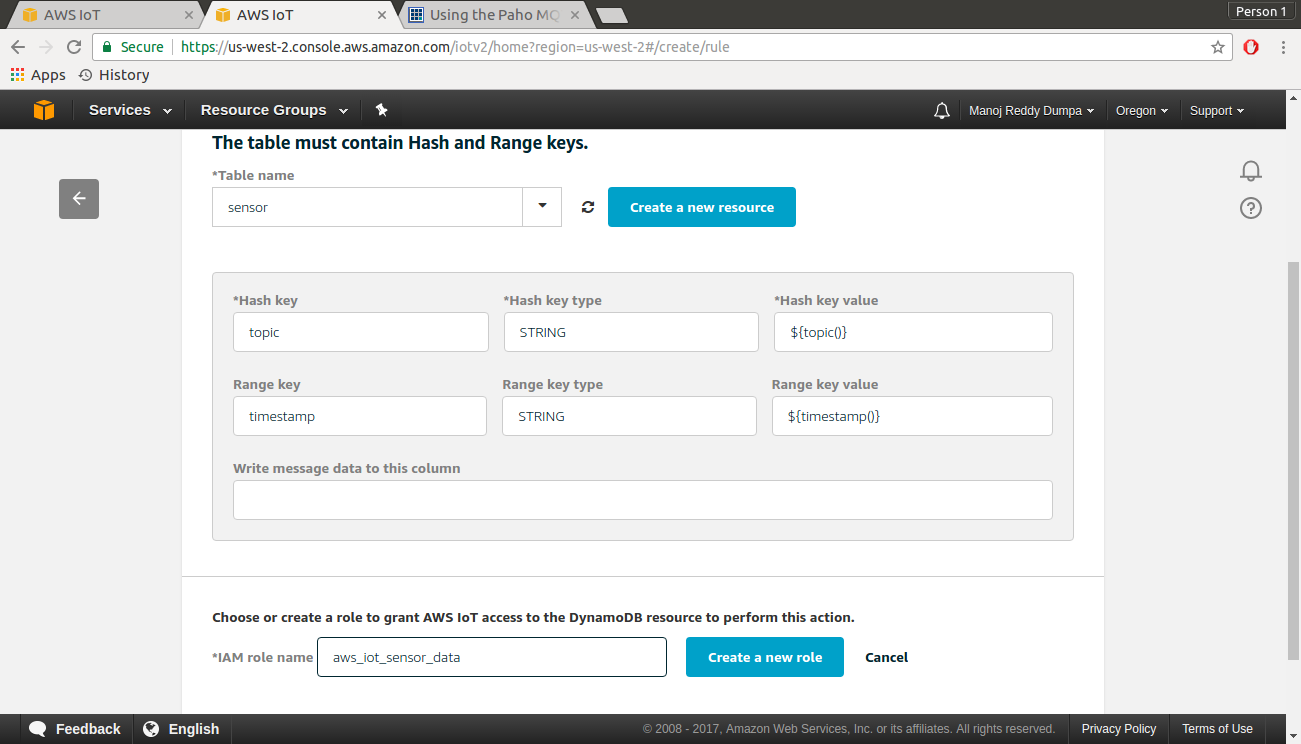 AWS IoT
AWS IoT
Using the Paho MQ
Person 1
Secure
https://us-west-2.console.aws.amazon.com/iotv2/home?region=us-west-2#/create/rule
Apps
History
Services
Resource Groups
Manoj Reddy Dumpa
Oregon
Support
The table must contain Hash and Range keys.
*Table name
sensor
Create a new resource
*Hash key
*Hash key type
*Hash key value
topic
STRING
${topic()}
Range key
Range key type
Range key value
timestamp
STRING
${timestamp()}
Write message data to this column
Choose or create a role to grant AWS IoT access to the DynamoDB resource to perform this action.
*IAM role name
aws_iot_sensor_data
Create a new role
Cancel
Feedback
English
© 2008 - 2017, Amazon Web Services, Inc. or its affiliates. All rights reserved.
Privacy Policy
Terms of Use